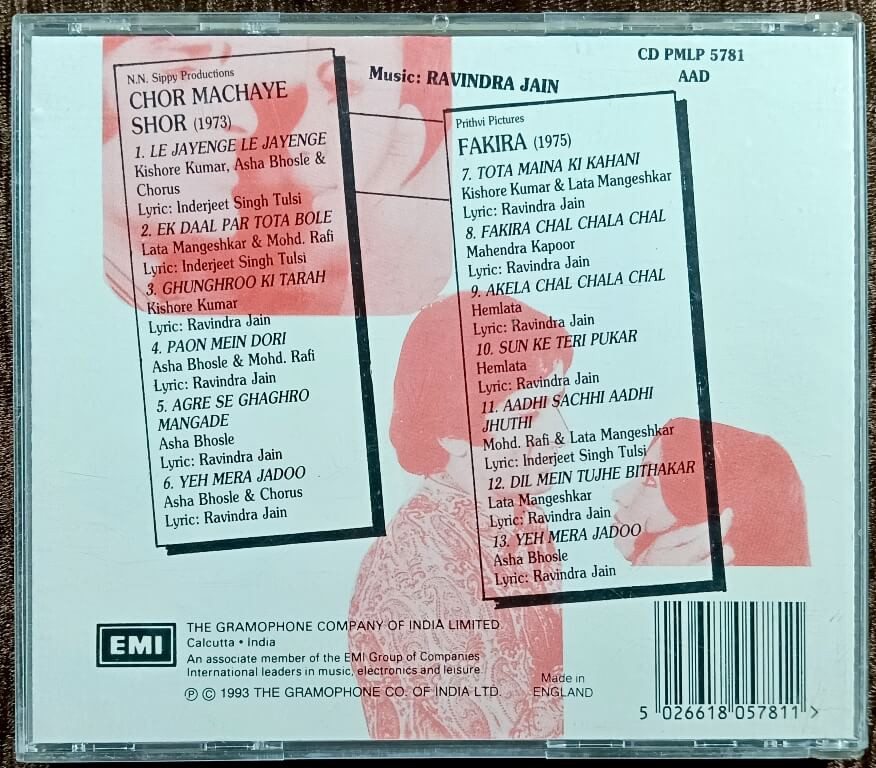 CD PMLP 5781
AAD
Music: RAVINDRA JAIN
N.N. Sippy Productions
CHOR MACHAYE
SHOR (1973)
1. LE JAYENGE LE JAYENGE
Kishore Kumar, Asha Bhosle &
Chorus
Lyric: Inderjeet Singh Tulsi
2. EK DAAL PAR TOTA BOLE
Lata Mangeshkar & Mohd. Rafi
Lyric: Inderjeet Singh Tulsi
3. GHUNGHROO KI TARAH
Kishore Kumar
Lyric: Ravindra Jain
4. PAON MEIN DORI
Asha Bhosle & Mohd. Rafi
Lyric: Ravindra Jain
5. AGRE SE GHAGHRO
MANGADE
Asha Bhosle
Lyric: Ravindra Jain
6. YEH MERA JADOO
Asha Bhosle & Chorus
Lyric: Ravindra Jain
Prithvi Pictures
FAKIRA (1975)
7. TOTA MAINA KI KAHANI
Kishore Kumar & Lata Mangeshkar
Lyric: Ravindra Jain
8. FAKIRA CHAL CHALA CHAL
Mahendra Kapoor
Lyric: Ravindra Jain
9. AKELA CHAL CHALA CHAL
Hemlata
Lyric: Ravindra Jain
10. SUN KE TERI PUKAR
Hemlata
Lyric: Ravindra Jain
11. AADHI SACHHI AADHI
JHUTHI
Mohd. Rafi & Lata Mangeshkar
Lyric: Inderjeet Singh Tulsi
12. DIL MEIN TUJHE BITHAKAR
Lata Mangeshkar
Lyric: Ravindra Jain
13. YEH MERA JADOO
Asha Bhosle
Lyric: Ravindra Jain
EMI
THE GRAMOPHONE COMPANY OF INDIA LIMITED.
Calcutta • India
An associate member of the EMI Group of Companies
International leaders in music, electronics and leisure.
℗ © 1993 THE GRAMOPHONE CO. OF INDIA LTD.
Made in
ENGLAND
5 026618 057811 >